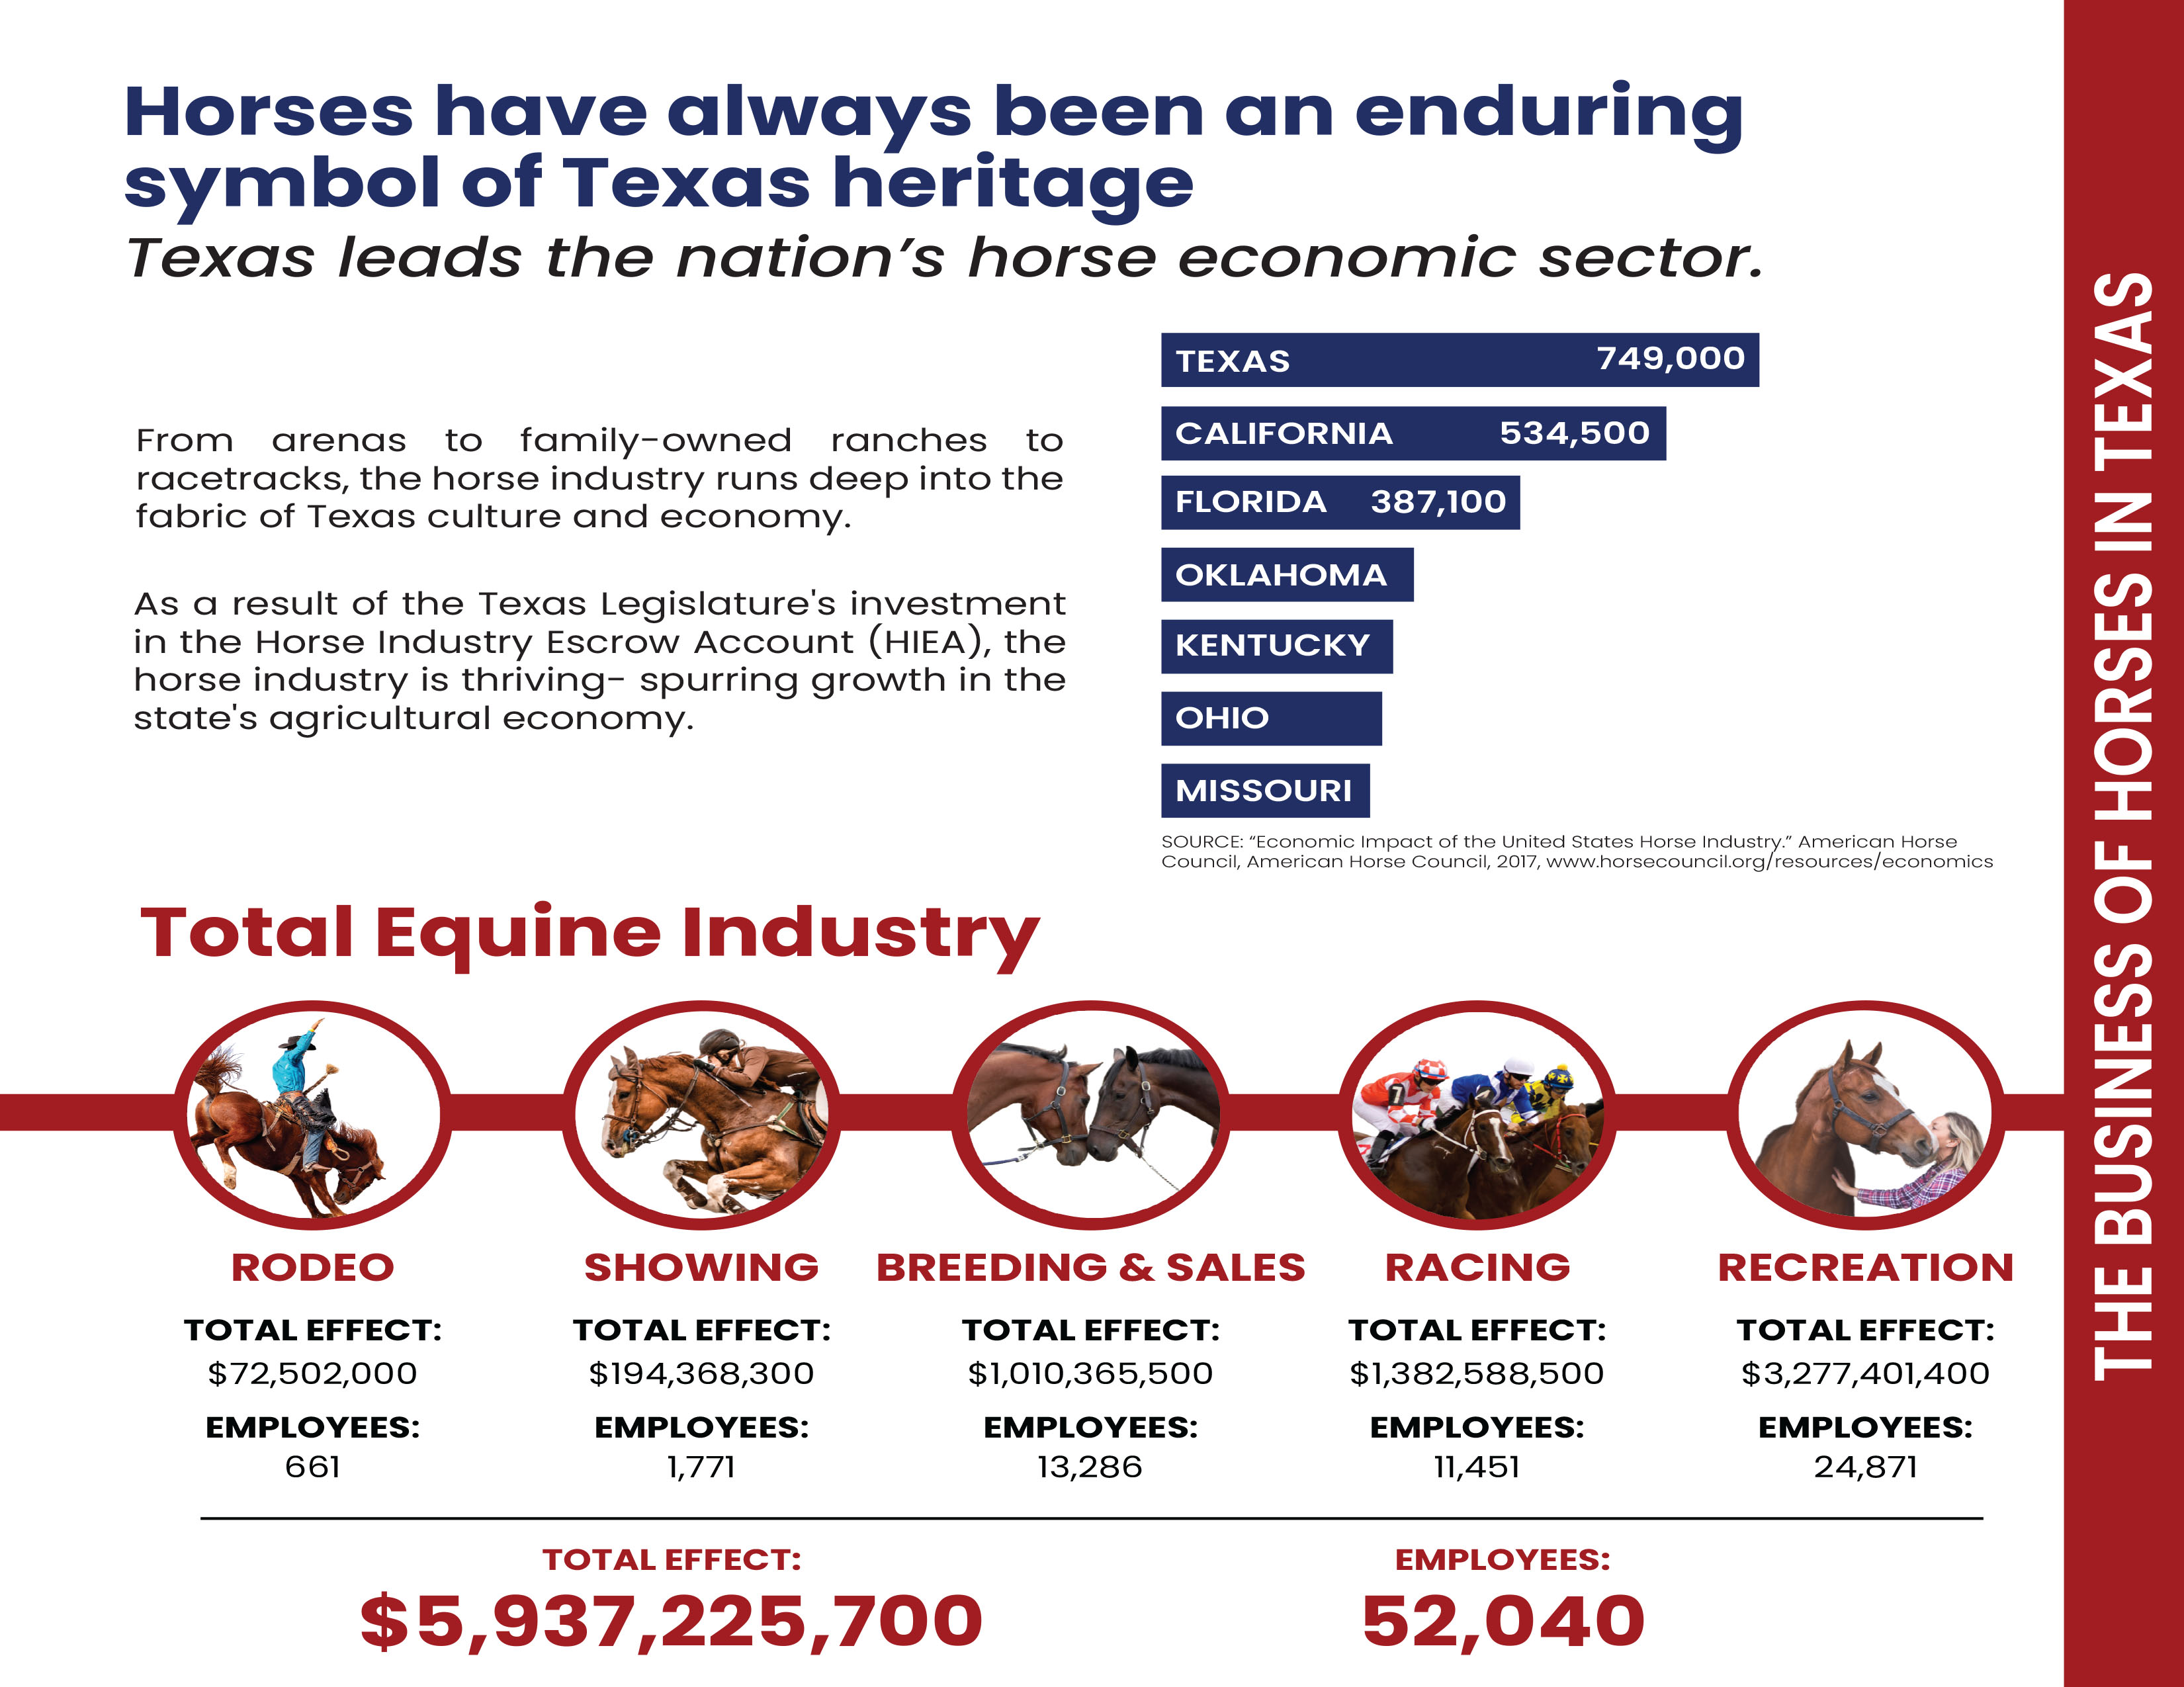 Horses have always been an enduring
symbol of Texas heritage
Texas leads the nation’s horse economic sector.
From arenas to family-owned ranches to
racetracks, the horse industry runs deep into the
fabric of Texas culture and economy.
As a result of the Texas Legislature's investment
in the Horse Industry Escrow Account (HIEA), the
horse industry is thriving- spurring growth in the
state's agricultural economy.
TEXAS 749,000
CALIFORNIA 534,500
FLORIDA 387,100
OKLAHOMA
KENTUCKY
OHIO
MISSOURI
SOURCE: “Economic Impact of the United States Horse Industry.” American Horse
Council, American Horse Council, 2017, www.horsecouncil.org/resources/economics
Total Equine Industry
RODEO
TOTAL EFFECT:
$72,502,000
EMPLOYEES:
661
SHOWING
TOTAL EFFECT:
$194,368,300
EMPLOYEES:
1,771
BREEDING & SALES
TOTAL EFFECT:
$1,010,365,500
EMPLOYEES:
13,286
7
RACING
TOTAL EFFECT:
$1,382,588,500
EMPLOYEES:
11,451
RECREATION
TOTAL EFFECT:
$3,277,401,400
EMPLOYEES:
24,871
TOTAL EFFECT:
$5,937,225,700
EMPLOYEES:
52,040
THE BUSINESS OF HORSES IN TEXAS